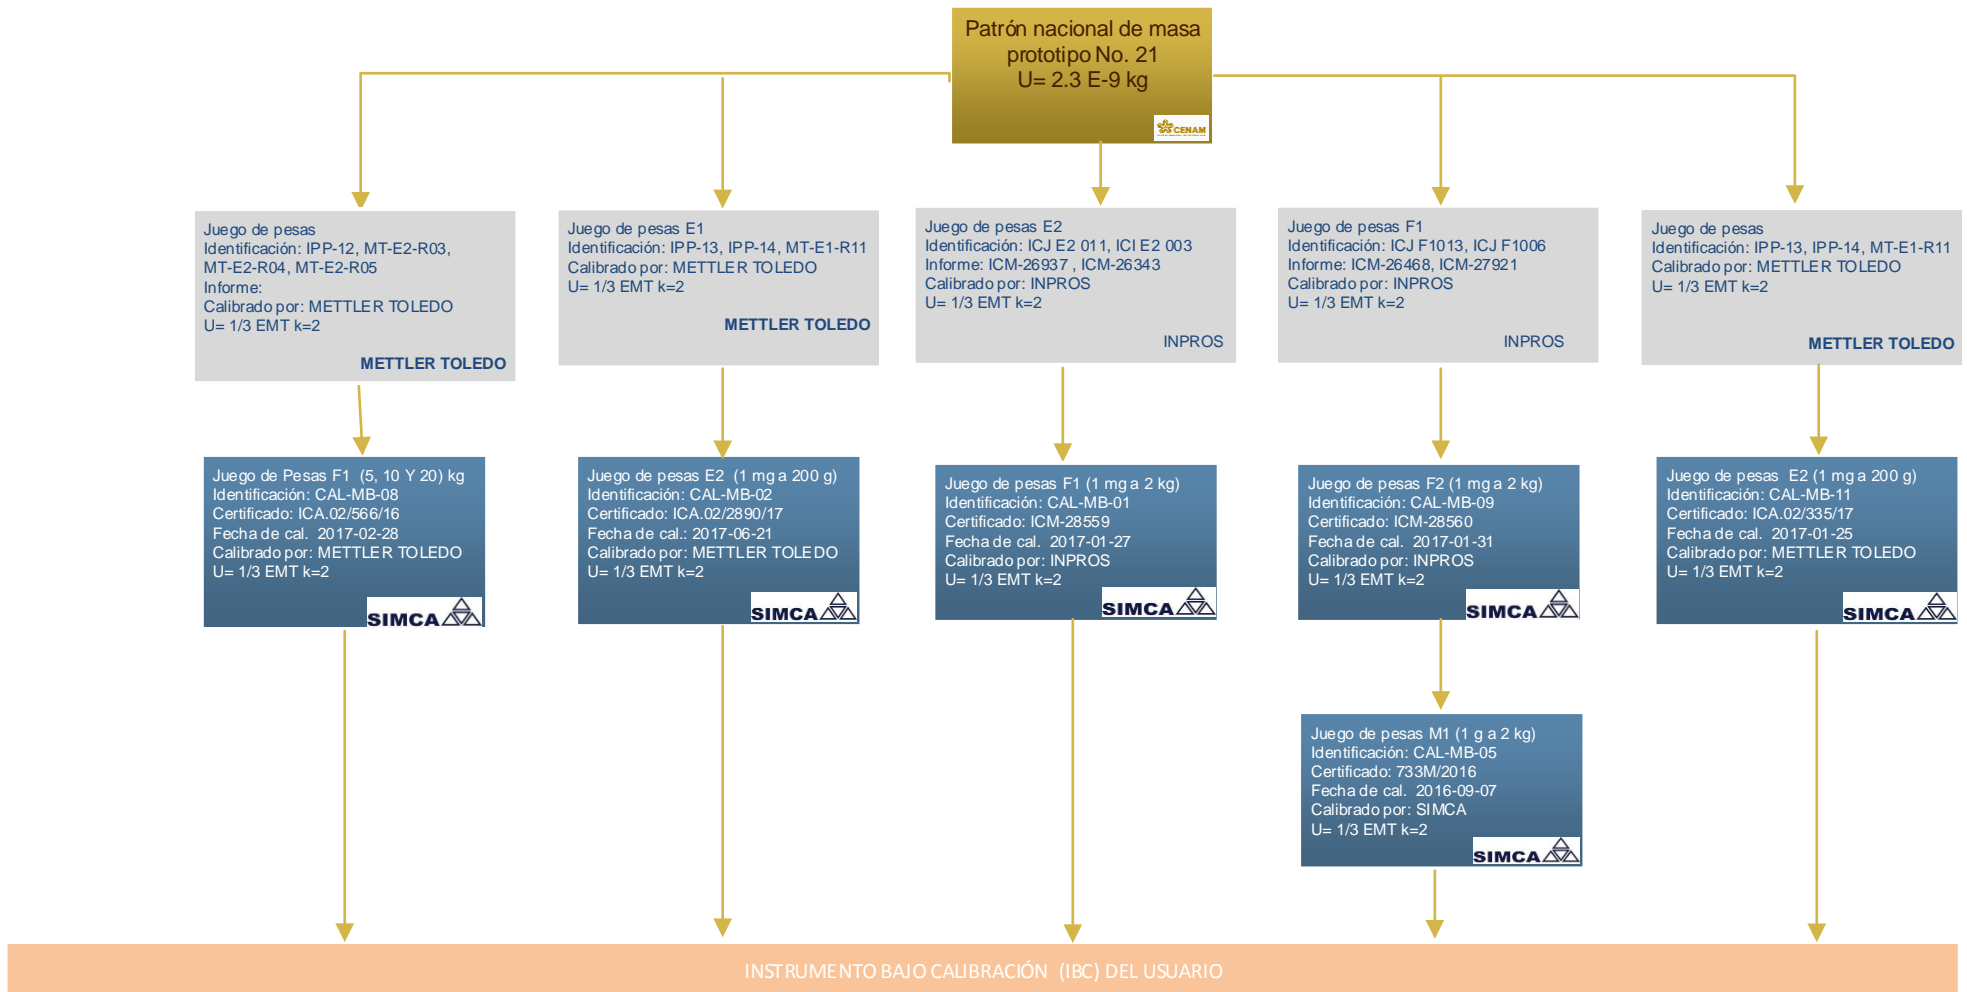 Patrón nacional de masa
prototipo No. 21
U= 2.3 E-9 kg
CENAM
Juego de pesas
Identificación: IPP-12, MT-E2-R03,
MT-E2-R04, MT-E2-R05
Informe:
Calibrado por: METTLER TOLEDO
U= 1/3 EMT k=2
METTLER TOLEDO
Juego de pesas E1
Identificación: IPP-13, IPP-14, MT-E1-R11
Calibrado por: METTLER TOLEDO
U= 1/3 EMT k=2
METTLER TOLEDO
Juego de pesas E2
Identificación: ICJ E2 011, ICI E2 003
Informe: ICM-26937 , ICM-26343
Calibrado por: INPROS
U= 1/3 EMT k=2
INPROS
Juego de pesas F1
Identificación: ICJ F1013, ICJ F1006
Informe: ICM-26468, ICM-27921
Calibrado por: INPROS
U= 1/3 EMT k=2
INPROS
Juego de pesas
Identificación: IPP-13, IPP-14, MT-E1-R11
Calibrado por: METTLER TOLEDO
U= 1/3 EMT k=2
METTLER TOLEDO
Juego de Pesas F1 (5, 10 Y 20) kg
Identificación: CAL-MB-08
Certificado: ICA.02/566/16
Fecha de cal. 2017-02-28
Calibrado por: METTLER TOLEDO
U= 1/3 EMT k=2
SIMCA
Juego de pesas E2 (1 mg a 200 g)
Identificación: CAL-MB-02
Certificado: ICA.02/2890/17
Fecha de cal.: 2017-06-21
Calibrado por: METTLER TOLEDO
U= 1/3 EMT k=2
SIMCA
Juego de pesas F1 (1 mg a 2 kg)
Identificación: CAL-MB-01
Certificado: ICM-28559
Fecha de cal. 2017-01-27
Calibrado por: INPROS
U= 1/3 EMT k=2
SIMCA
Juego de pesas F2 (1 mg a 2 kg)
Identificación: CAL-MB-09
Certificado: ICM-28560
Fecha de cal. 2017-01-31
Calibrado por: INPROS
U= 1/3 EMT k=2
SIMCA
Juego de pesas E2 (1 mg a 200 g)
Identificación: CAL-MB-11
Certificado: ICA.02/335/17
Fecha de cal. 2017-01-25
Calibrado por: METTLER TOLEDO
U= 1/3 EMT k=2
SIMCA
Juego de pesas M1 (1 g a 2 kg)
Identificación: CAL-MB-05
Certificado: 733M/2016
Fecha de cal. 2016-09-07
Calibrado por: SIMCA
U= 1/3 EMT k=2
SIMCA
INSTRUMENTO BAJO CALIBRACIÓN (IBC) DEL USUARIO